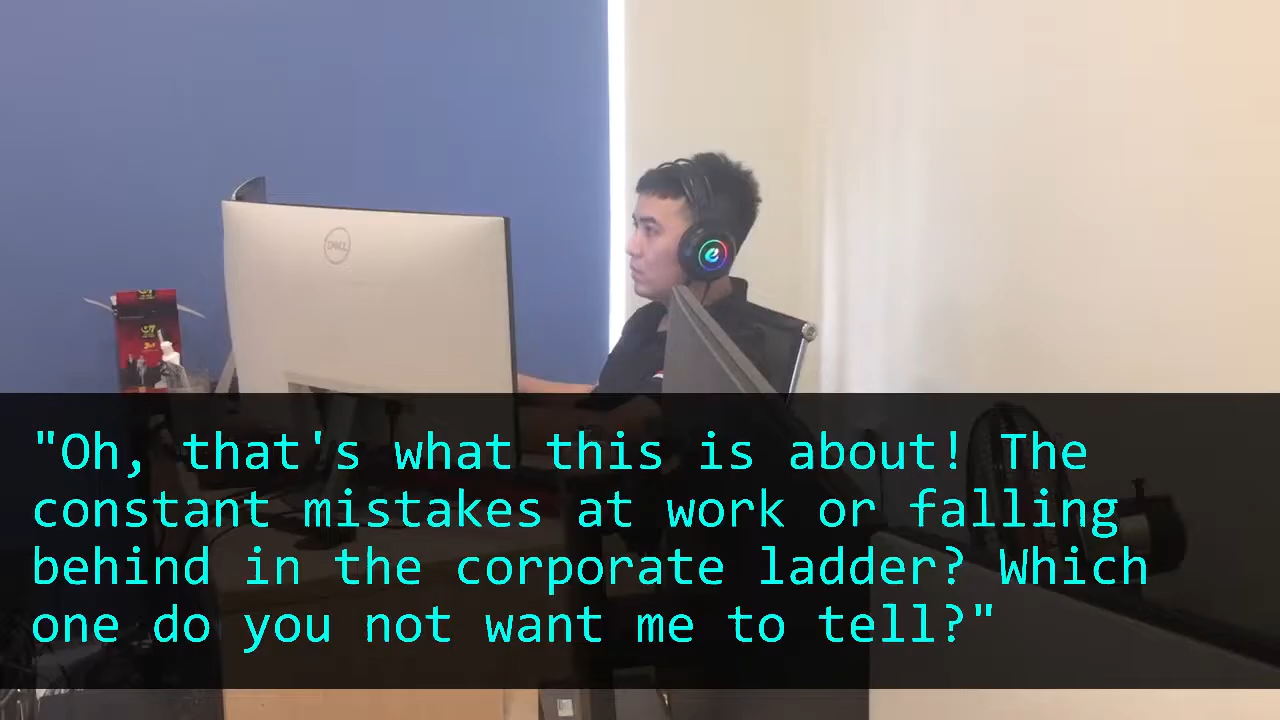 DELL
G7
"Oh, that's what this is about! The
constant mistakes at work or falling
behind in the corporate ladder? Which
one do you not want me to tell?"